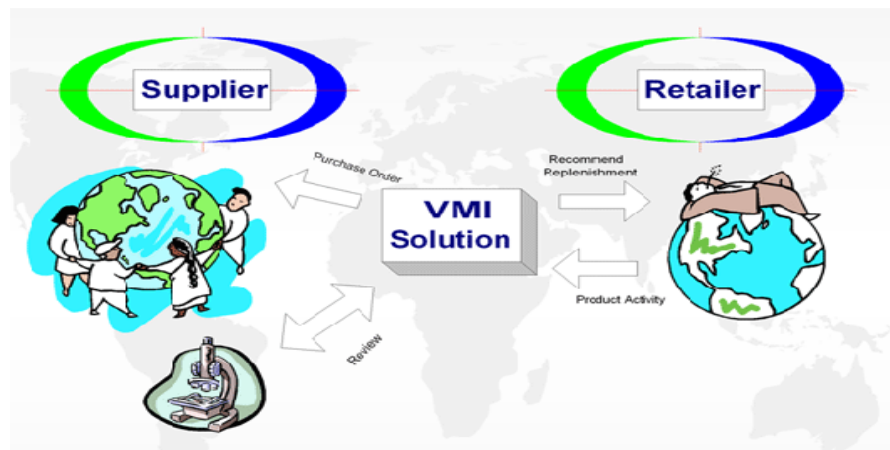 Supplier
Retailer
Purchase Order
Recommend
Replenishment
VMI
Solution
Product Activity
Review